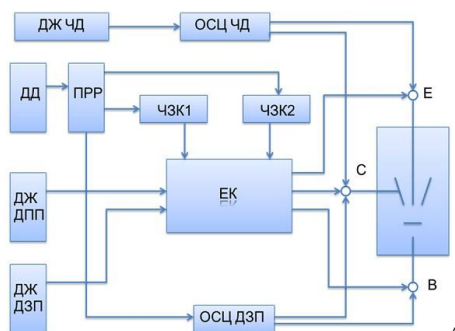 ДЖ ЧД
ОСЦ ЧД
ДД
ПРР
ЧЗК1
ЧЗК2
Е
С
ДЖ
ДПП
ЕК
ДЖ
ДЗП
ОСЦ ДЗП
В